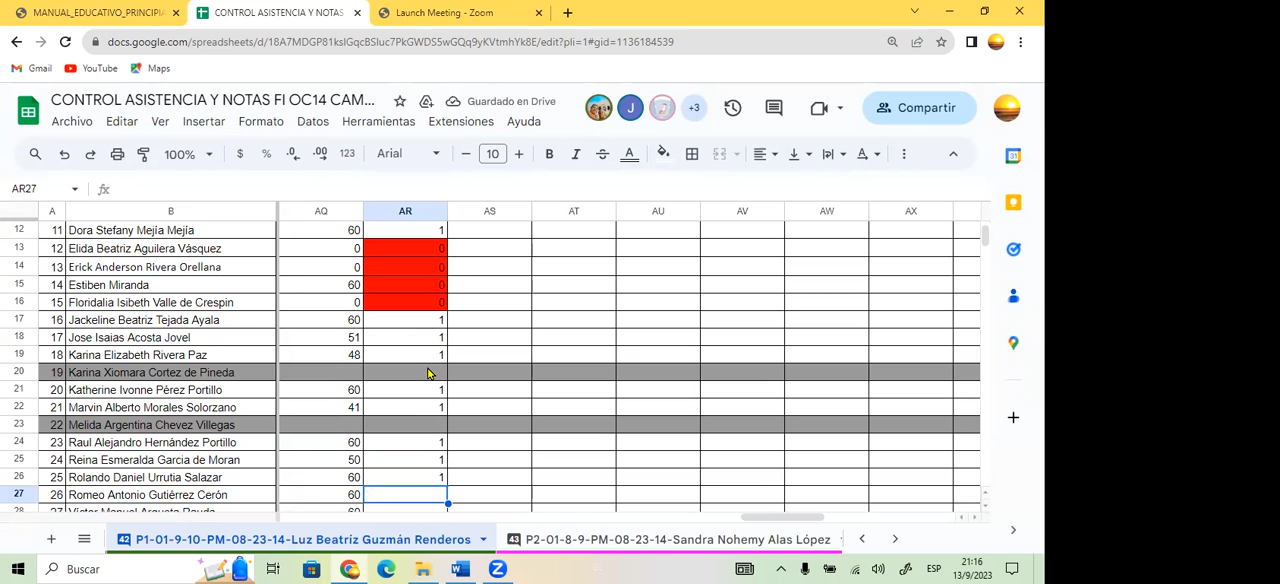 MANUAL_EDUCATIVO_PRINCIPIA
CONTROL ASISTENCIA Y NOTAS
Launch Meeting - Zoom
docs.google.com/spreadsheets/d/18A7MDGP81ksIGqcBSluc7PkGWDS5wGQq9yKVtmhYk8E/edit?pli=1#gid=1136184539
Gmail YouTube Maps
CONTROL ASISTENCIA Y NOTAS FI OC14 CAM... Guardado en Drive J +3 Compartir
Archivo Editar Ver Insertar Formato Datos Herramientas Extensiones Ayuda
100% $ % .0 .00 123 Arial 10 B I A
AR27 fx
A B AQ AR AS AT AU AV AW AX
12 11 Dora Stefany Mejía Mejía 60 1
13 12 Elida Beatriz Aguilera Vásquez 0 0
14 13 Erick Anderson Rivera Orellana 0 0
15 14 Estiben Miranda 60 0
16 15 Floridalia Isibeth Valle de Crespin 0 0
17 16 Jackeline Beatriz Tejada Ayala 60 1
18 17 Jose Isaias Acosta Jovel 51 1
19 18 Karina Elizabeth Rivera Paz 48 1
20 19 Karina Xiomara Cortez de Pineda
21 20 Katherine Ivonne Pérez Portillo 60 1
22 21 Marvin Alberto Morales Solorzano 41 1
23 22 Melida Argentina Chevez Villegas
24 23 Raul Alejandro Hernández Portillo 60 1
25 24 Reina Esmeralda Garcia de Moran 50 1
26 25 Rolando Daniel Urrutia Salazar 60 1
27 26 Romeo Antonio Gutiérrez Cerón 60
28 27 Víctor Manuel Argueta Rauda 60
42 P1-01-9-10-PM-08-23-14-Luz Beatriz Guzmán Renderos 43 P2-01-8-9-PM-08-23-14-Sandra Nohemy Alas López
Buscar ESP 21:16
13/9/2023